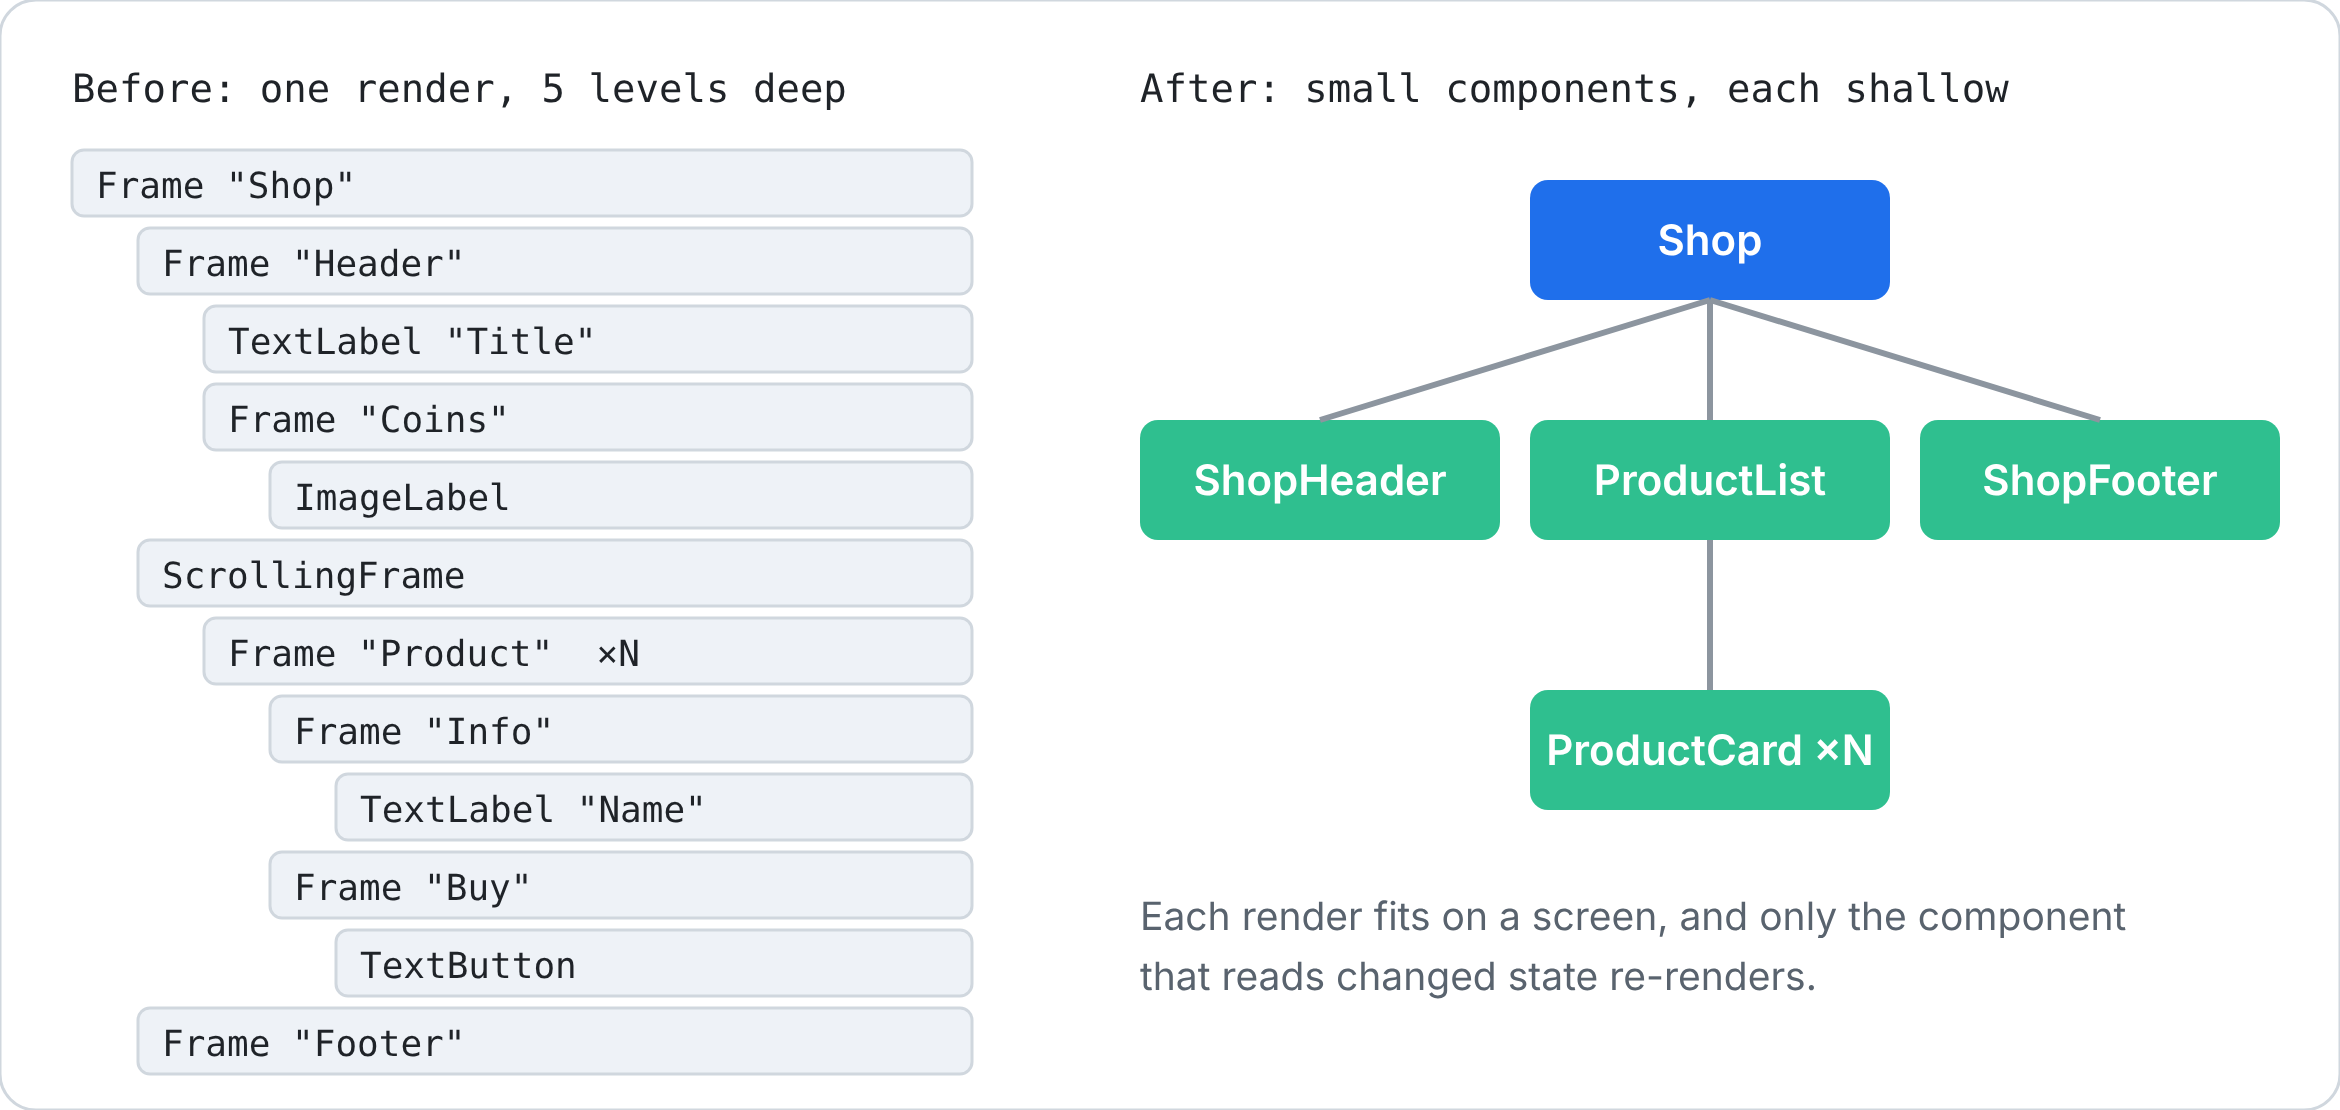 Before: one render, 5 levels deep
Frame "Shop"
Frame "Header"
TextLabel "Title"
Frame "Coins"
ImageLabel
ScrollingFrame
Frame "Product"  ×N
Frame "Info"
TextLabel "Name"
Frame "Buy"
TextButton
Frame "Footer"
After: small components, each shallow
Shop
ShopHeader
ProductList
ShopFooter
ProductCard ×N
Each render fits on a screen, and only the component
that reads changed state re-renders.